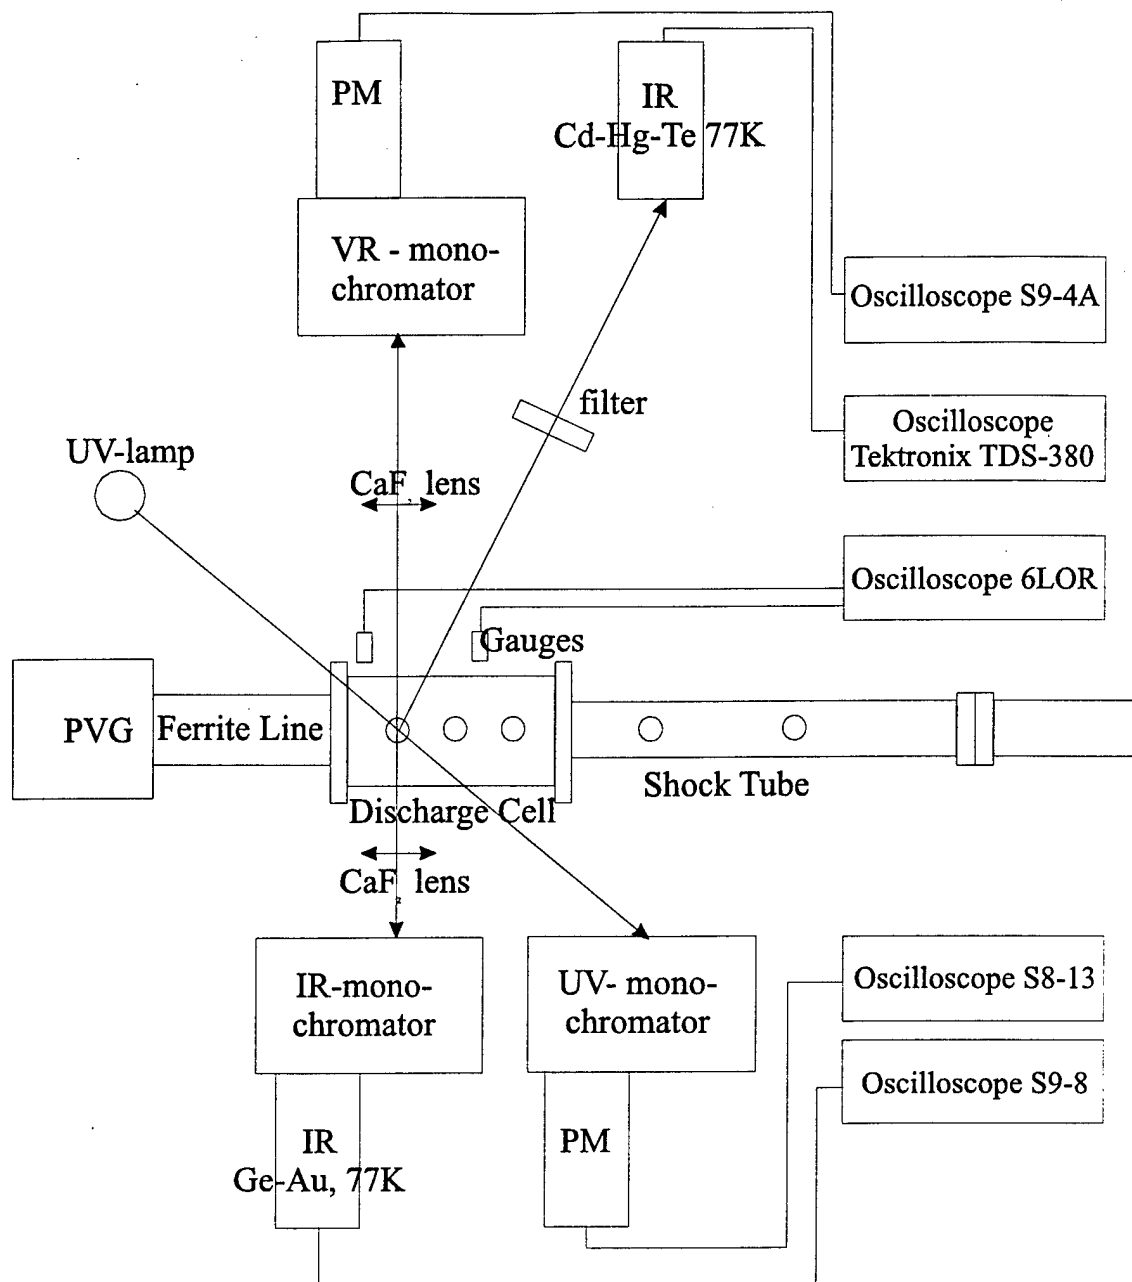 PM
IR
Cd-Hg-Te 77K
VR - mono-
chromator
Oscilloscope S9-4A
filter
Oscilloscope
Tektronix TDS-380
UV-lamp
CaF, lens
Oscilloscope 6LOR
Gauges
PVG
Ferrite Line
Shock Tube
Discharge Cell
CaF₂ lens
IR-mono-
chromator
UV- mono-
chromator
Oscilloscope S8-13
Oscilloscope S9-8
IR
Ge-Au, 77K
PM